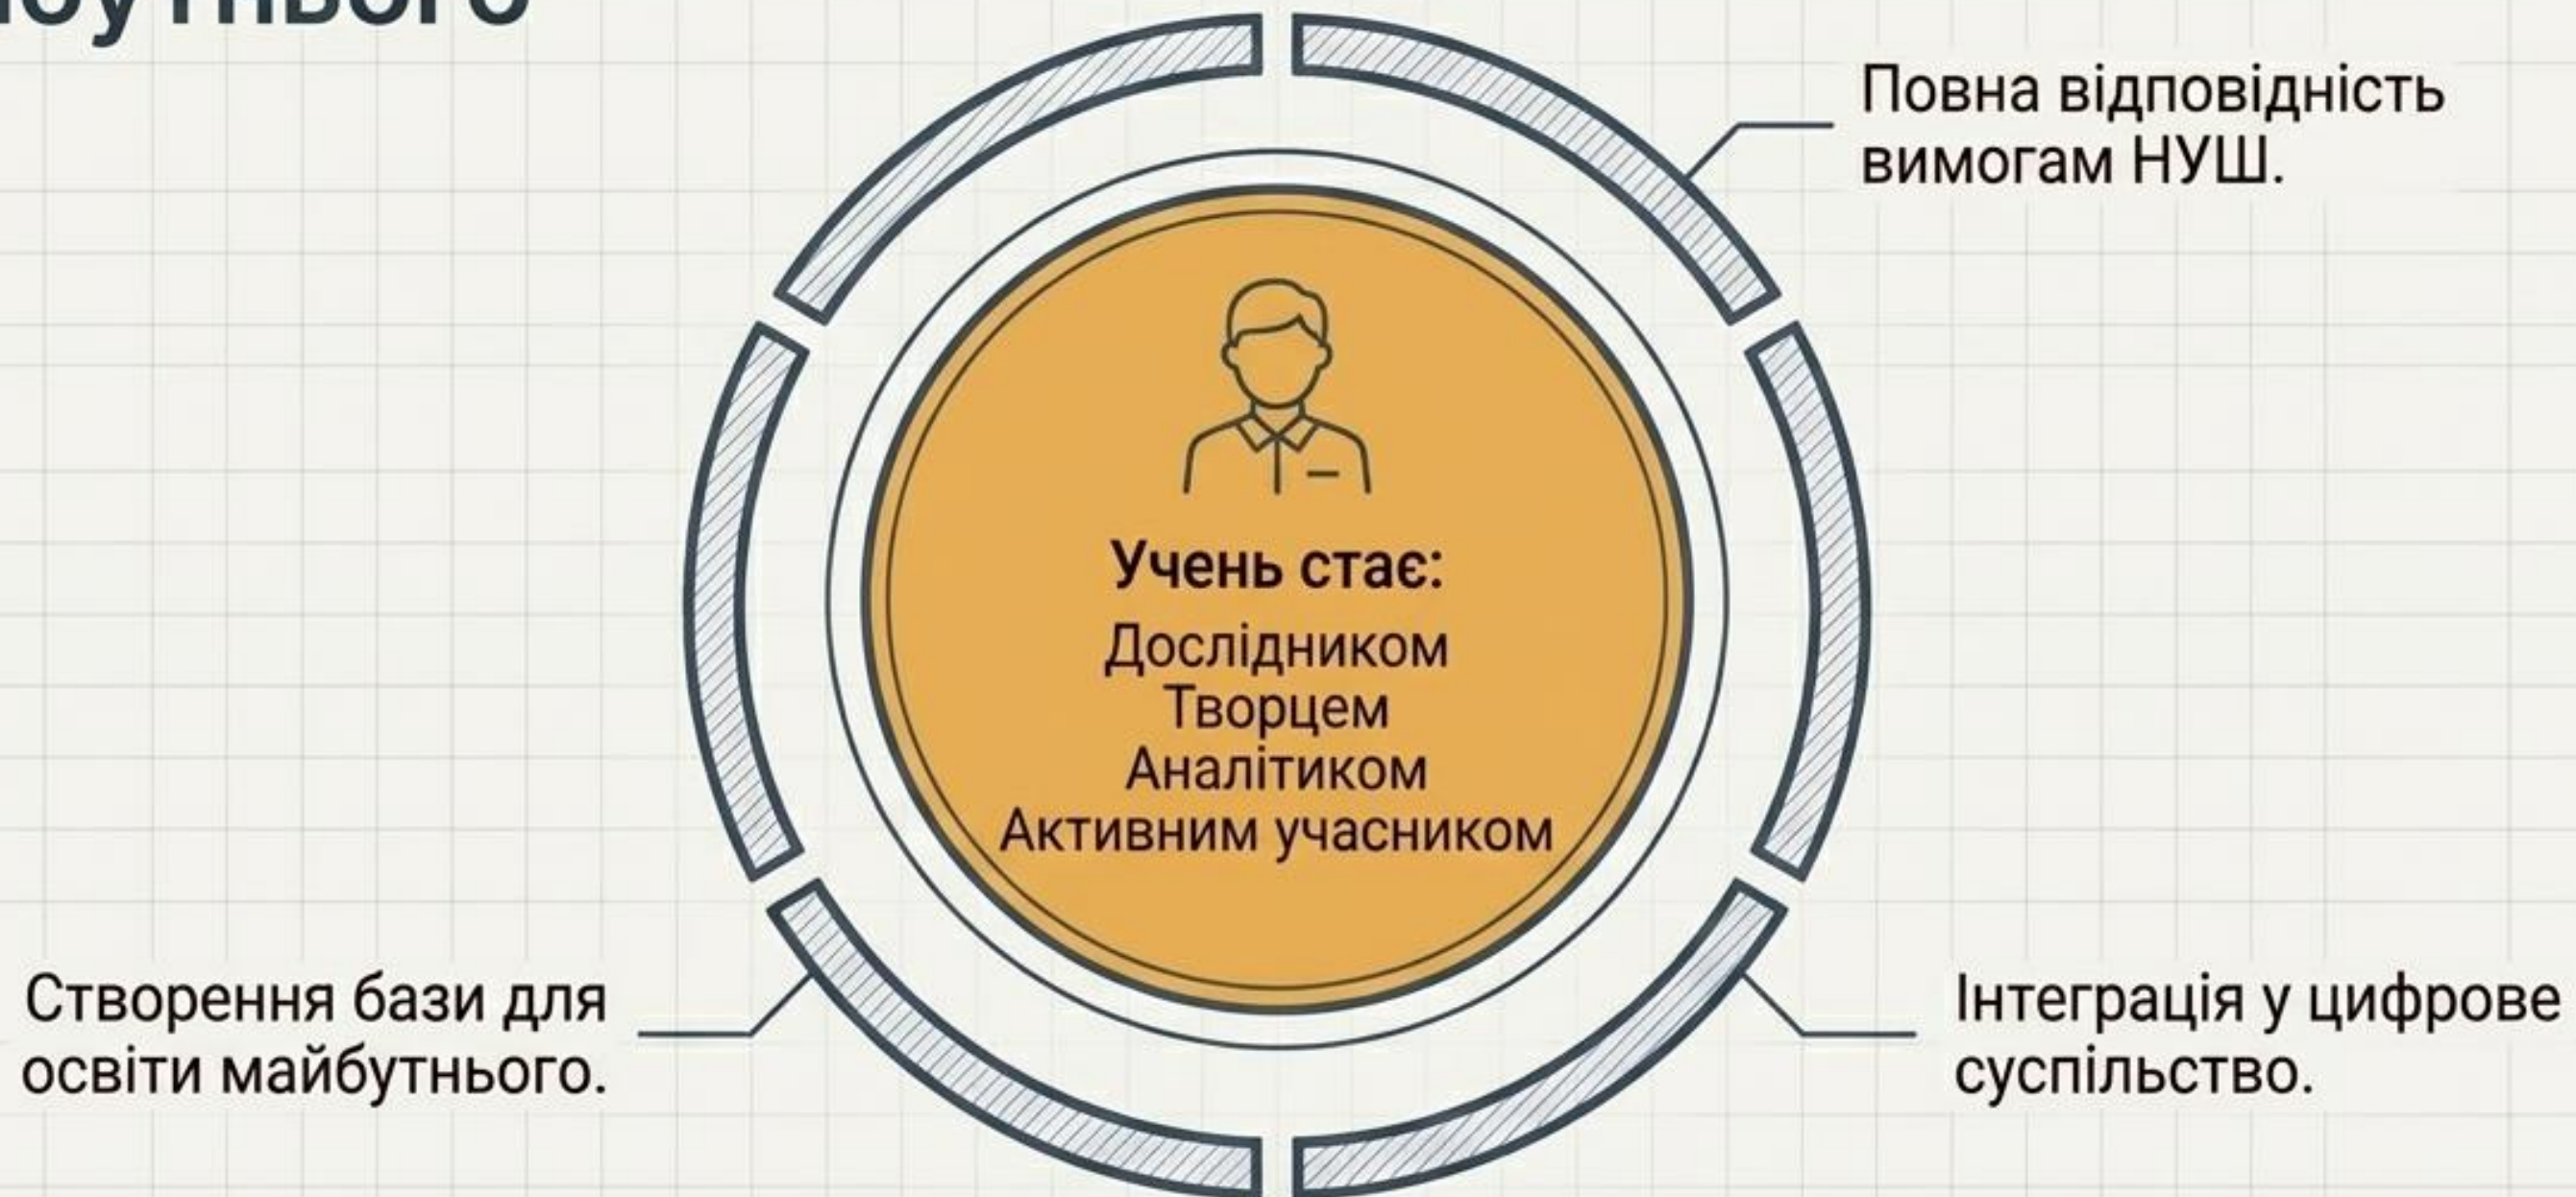 Повна відповідність
вимогам НУШ.
Учень стає:
Дослідником
Творцем
Аналітиком
Активним учасником
Створення бази для
освіти майбутнього.
Інтеграція у цифрове
суспільство.